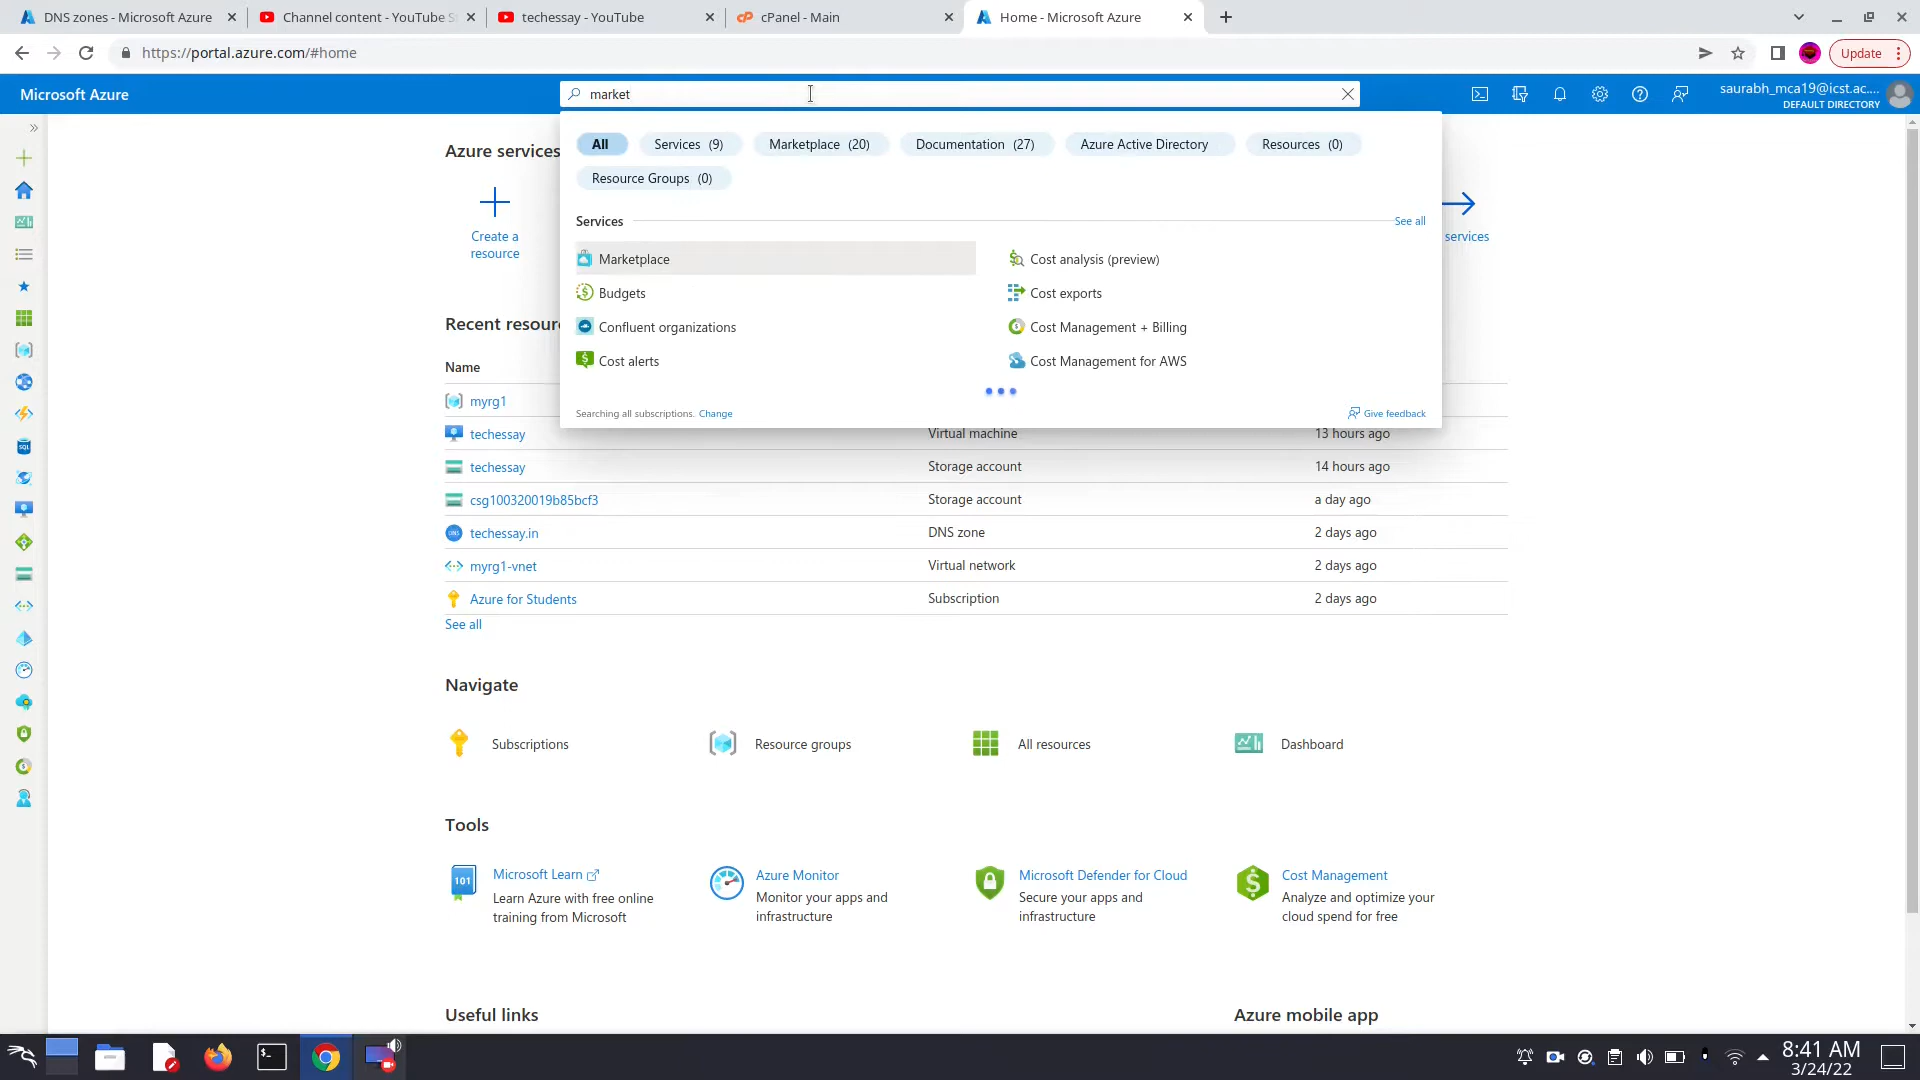 DNS zones - Microsoft Azure
Channel content - YouTube S
techessay - YouTube
cPanel - Main
Home - Microsoft Azure
https://portal.azure.com/#home
Update
Microsoft Azure
market
saurabh_mca19@icst.ac....
DEFAULT DIRECTORY
All
Services (9)
Marketplace (20)
Documentation (27)
Azure Active Directory
Resources (0)
Resource Groups (0)
Azure services
Create a
resource
services
Services
See all
Marketplace
Cost analysis (preview)
Budgets
Cost exports
Confluent organizations
Cost Management + Billing
Cost alerts
Cost Management for AWS
Searching all subscriptions. Change
Give feedback
Recent resour
Name
myrg1
techessay Virtual machine 13 hours ago
techessay Storage account 14 hours ago
csg100320019b85bcf3 Storage account a day ago
DNS techessay.in DNS zone 2 days ago
myrg1-vnet Virtual network 2 days ago
Azure for Students Subscription 2 days ago
See all
Navigate
Subscriptions
Resource groups
All resources
Dashboard
Tools
101
Microsoft Learn
Learn Azure with free online
training from Microsoft
Azure Monitor
Monitor your apps and
infrastructure
Microsoft Defender for Cloud
Secure your apps and
infrastructure
Cost Management
Analyze and optimize your
cloud spend for free
Useful links
Azure mobile app
SQL
8:41 AM
3/24/22